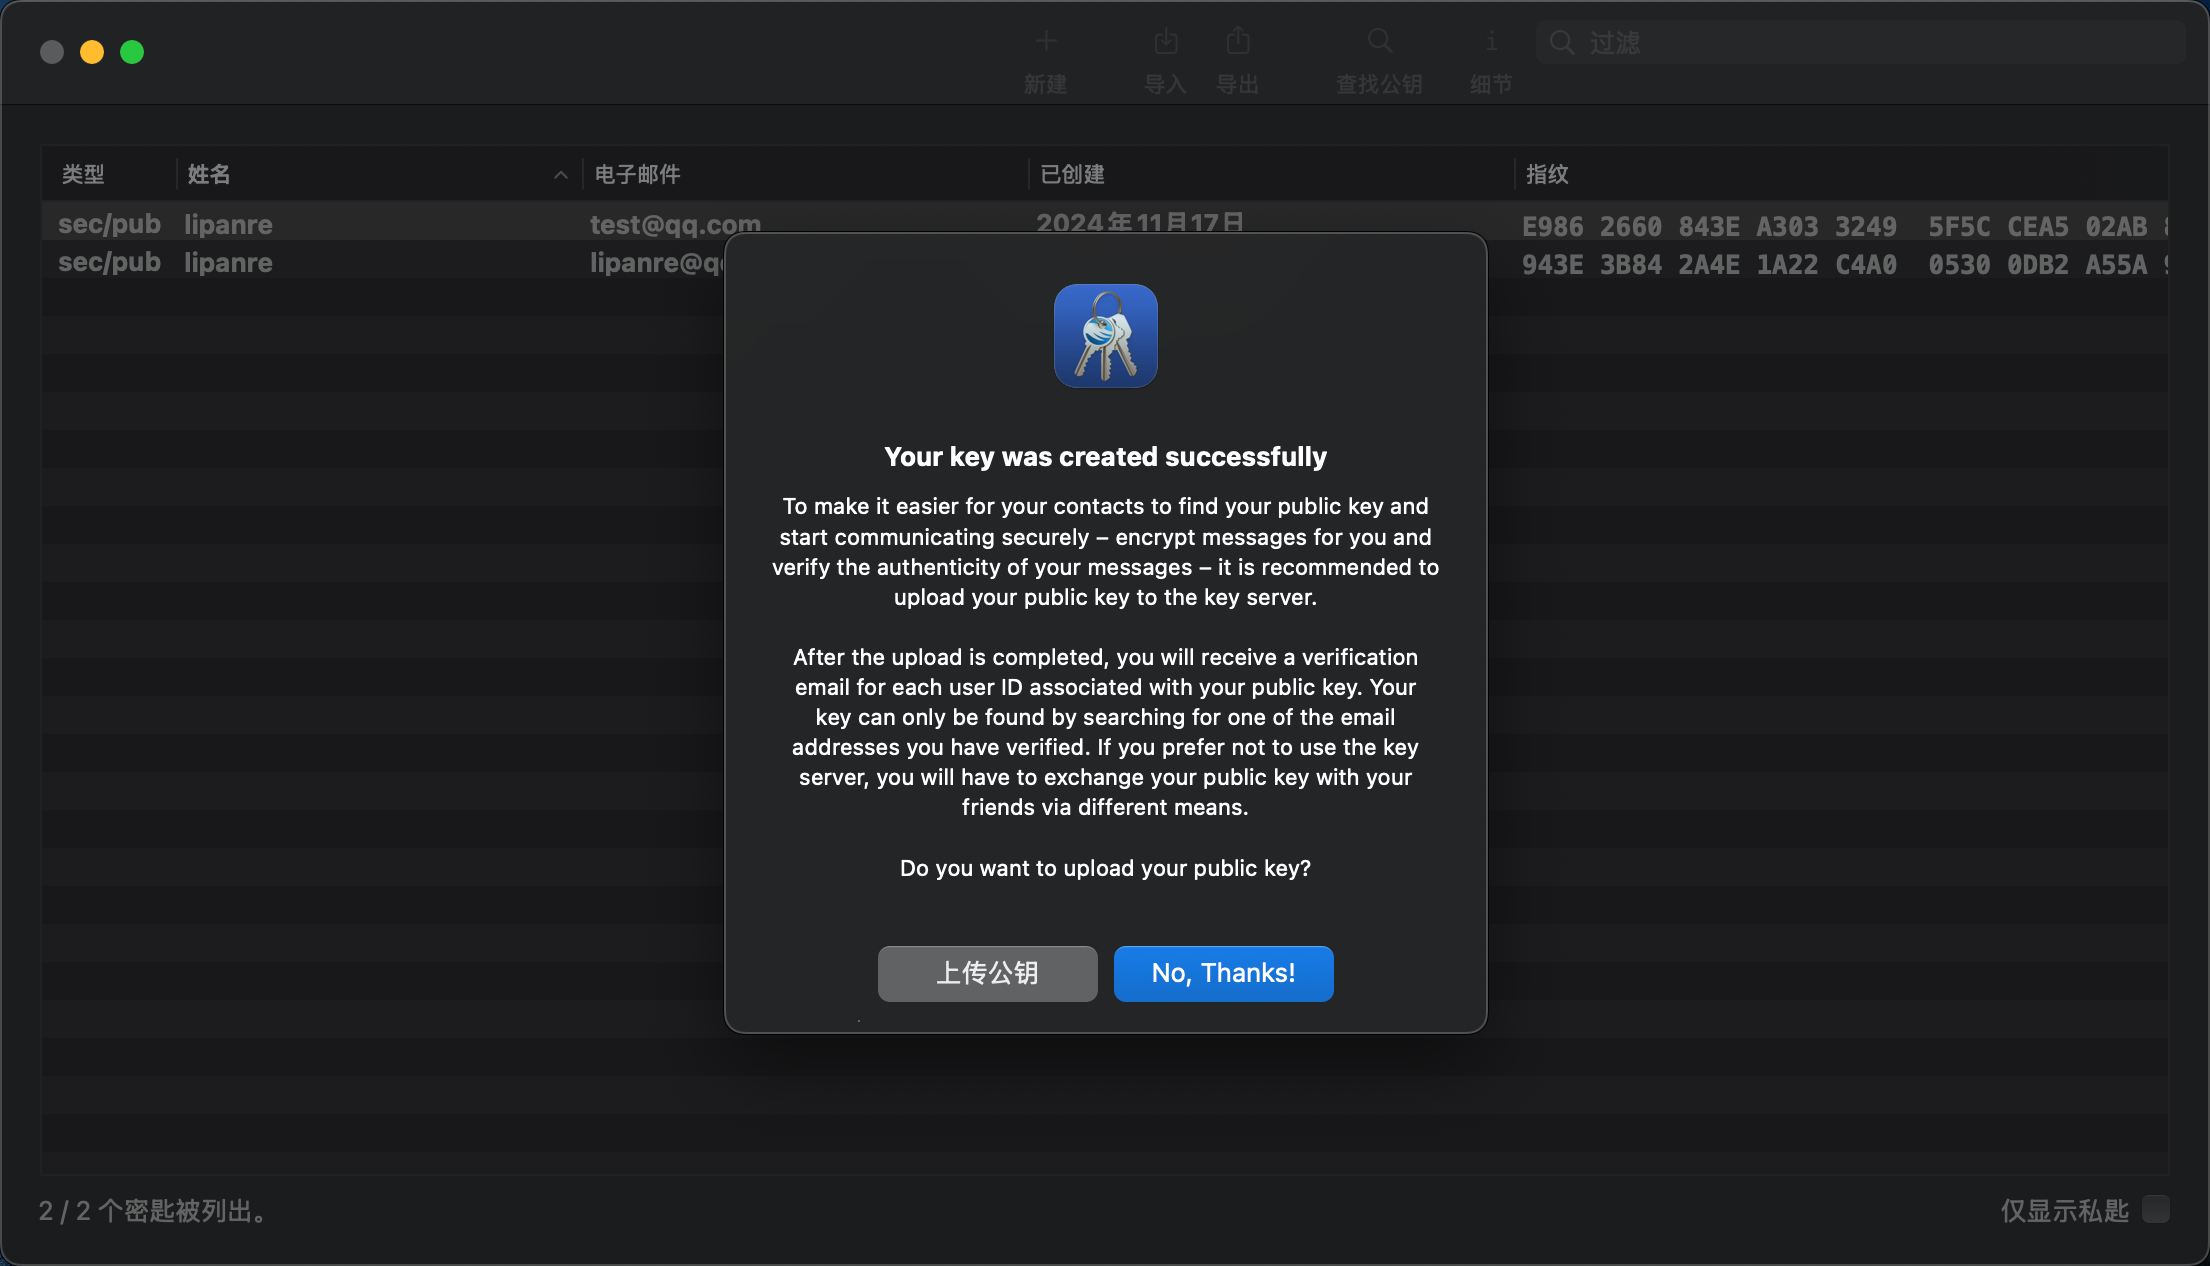 新建
导入
导出
查找公钥
细节
过滤
类型 姓名 电子邮件 已创建 指纹
sec/pub lipanre test@qq.com 2024年11月17日 E986 2660 843E A303 3249 5F5C CEA5 02AB
sec/pub lipanre 943E 3B84 2A4E 1A22 C4A0 0530 0DB2 A55A
Your key was created successfully
To make it easier for your contacts to find your public key and
start communicating securely – encrypt messages for you and
verify the authenticity of your messages – it is recommended to
upload your public key to the key server.
After the upload is completed, you will receive a verification
email for each user ID associated with your public key. Your
key can only be found by searching for one of the email
addresses you have verified. If you prefer not to use the key
server, you will have to exchange your public key with your
friends via different means.
Do you want to upload your public key?
上传公钥
No, Thanks!
2 / 2 个密匙被列出。
仅显示私匙